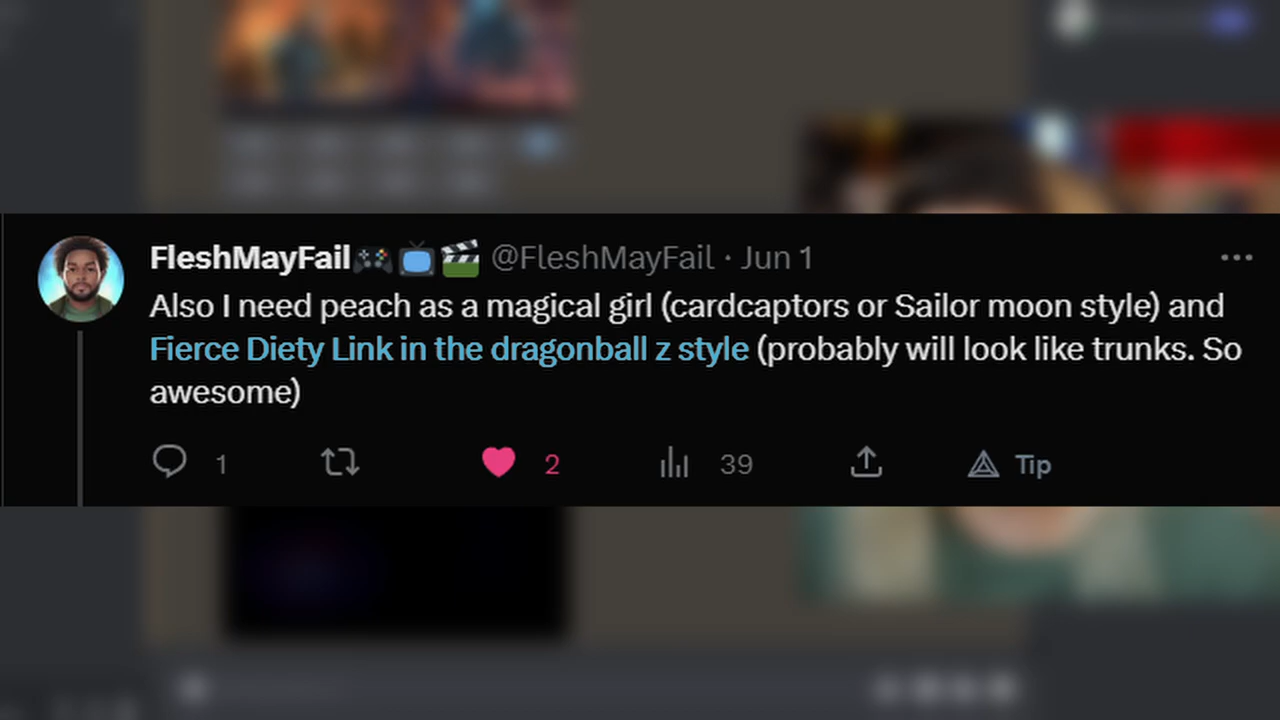 FleshMayFail🎮📺🎬 @FleshMayFail · Jun 1
Also I need peach as a magical girl (cardcaptors or Sailor moon style) and
Fierce Diety Link in the dragonball z style (probably will look like trunks. So
awesome)
1 2 39 Tip